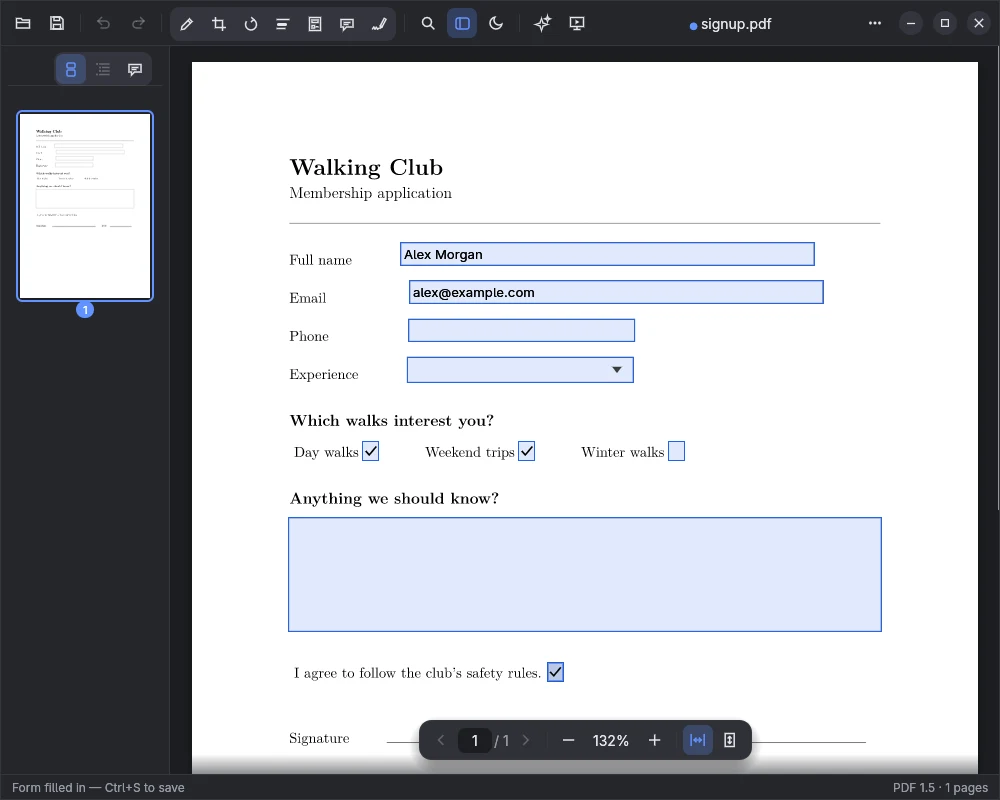 signup.pdf
Walking Club
Membership application
Full name Alex Morgan
Email alex@example.com
Phone
Experience
Which walks interest you?
Day walks Weekend trips Winter walks
Anything we should know?
I agree to follow the club's safety rules.
Signature
1
1 / 1 132%
Form filled in — Ctrl+S to save PDF 1.5 · 1 pages